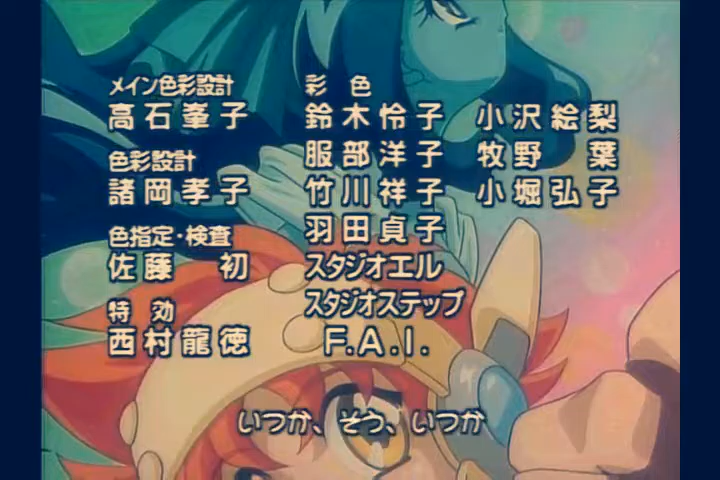 メイン色彩設計
高石峯子
色彩設計
諸岡孝子
色指定・検査
佐藤 初
特 効
西村龍徳
彩 色
鈴木怜子 小沢絵梨
服部洋子 牧野 葉
竹川祥子 小堀弘子
羽田貞子
スタジオエル
スタジオステップ
F.A.I.
いつか、そう、いつか